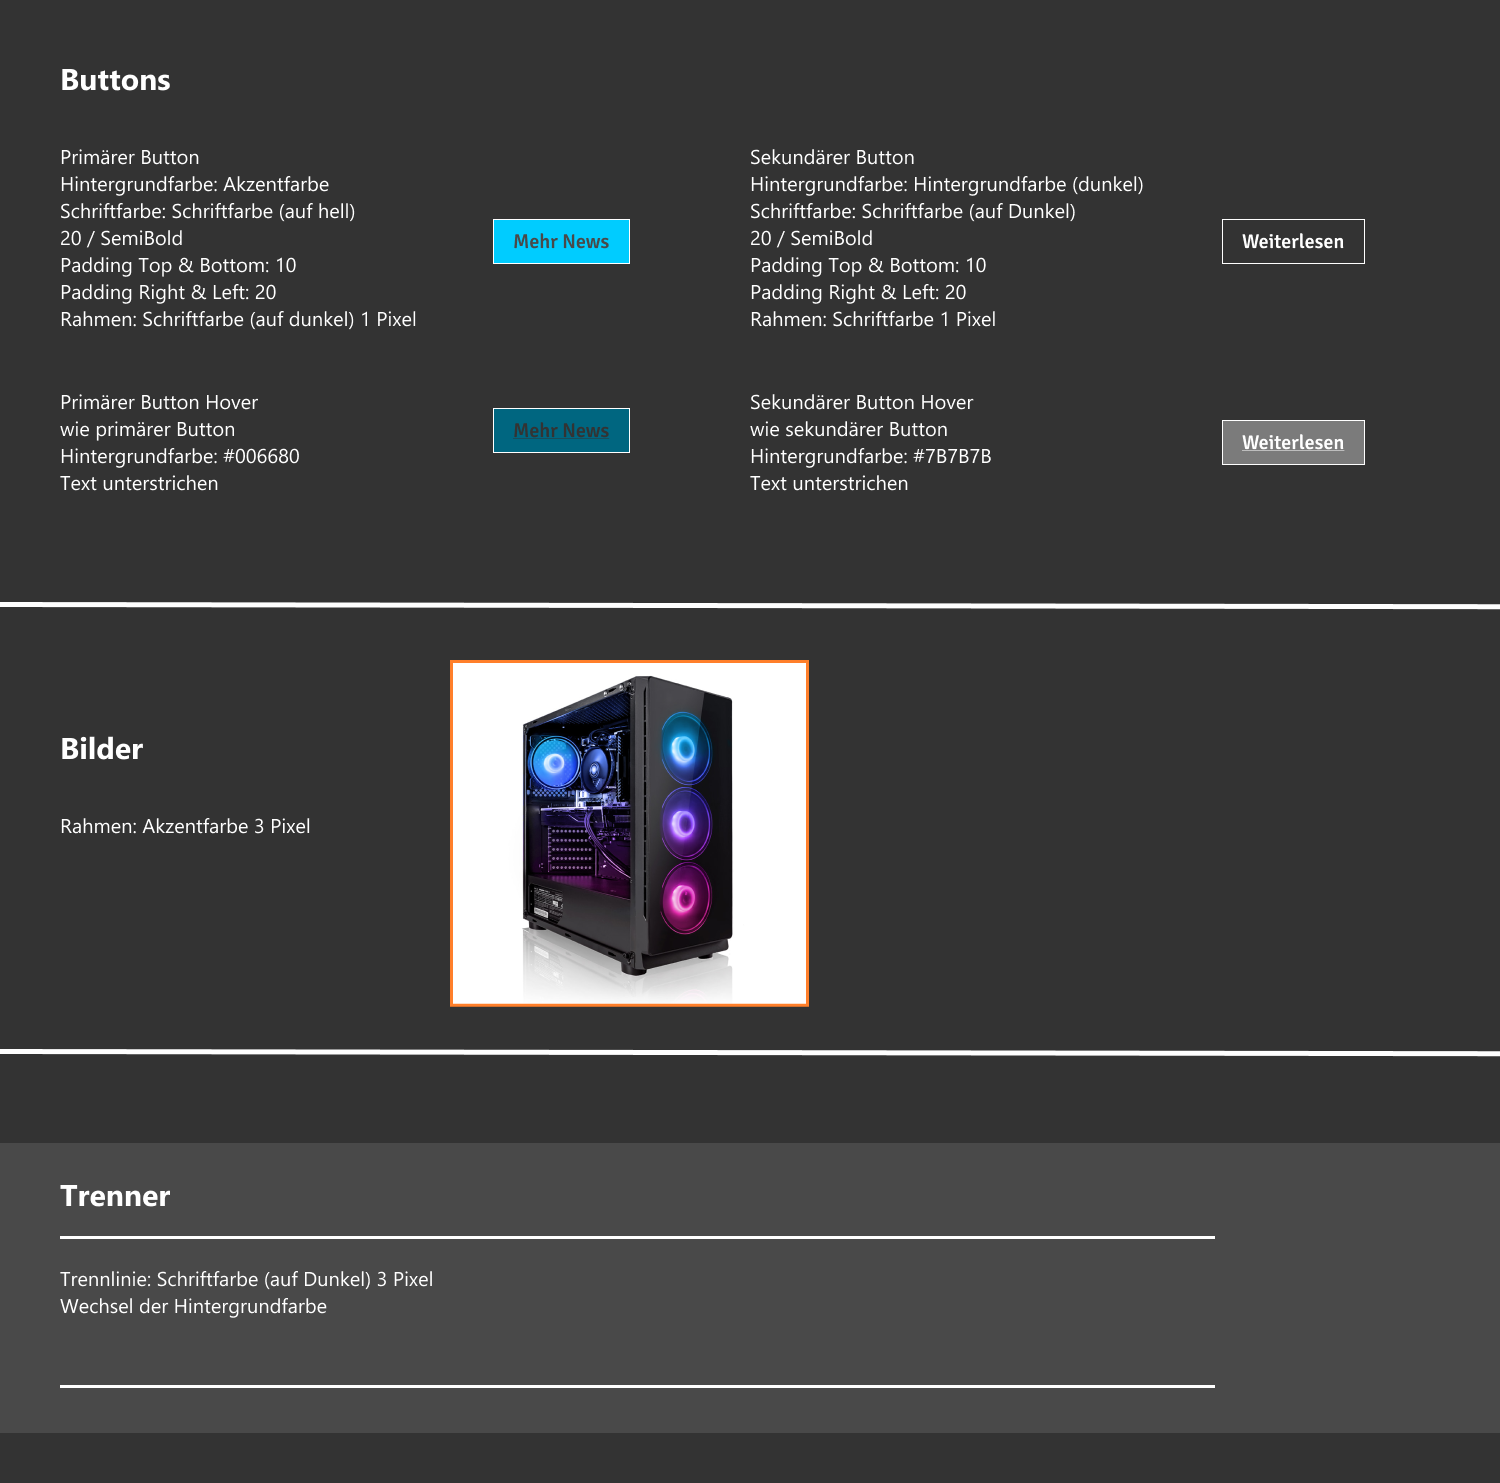 Buttons
Primärer Button
Hintergrundfarbe: Akzentfarbe
Schriftfarbe: Schriftfarbe (auf hell)
20 / SemiBold
Padding Top & Bottom: 10
Padding Right & Left: 20
Rahmen: Schriftfarbe (auf dunkel) 1 Pixel
Mehr News
Sekundärer Button
Hintergrundfarbe: Hintergrundfarbe (dunkel)
Schriftfarbe: Schriftfarbe (auf Dunkel)
20 / SemiBold
Padding Top & Bottom: 10
Padding Right & Left: 20
Rahmen: Schriftfarbe 1 Pixel
Weiterlesen
Primärer Button Hover
wie primärer Button
Hintergrundfarbe: #006680
Text unterstrichen
Mehr News
Sekundärer Button Hover
wie sekundärer Button
Hintergrundfarbe: #7B7B7B
Text unterstrichen
Weiterlesen
Bilder
Rahmen: Akzentfarbe 3 Pixel
Trenner
Trennlinie: Schriftfarbe (auf Dunkel) 3 Pixel
Wechsel der Hintergrundfarbe